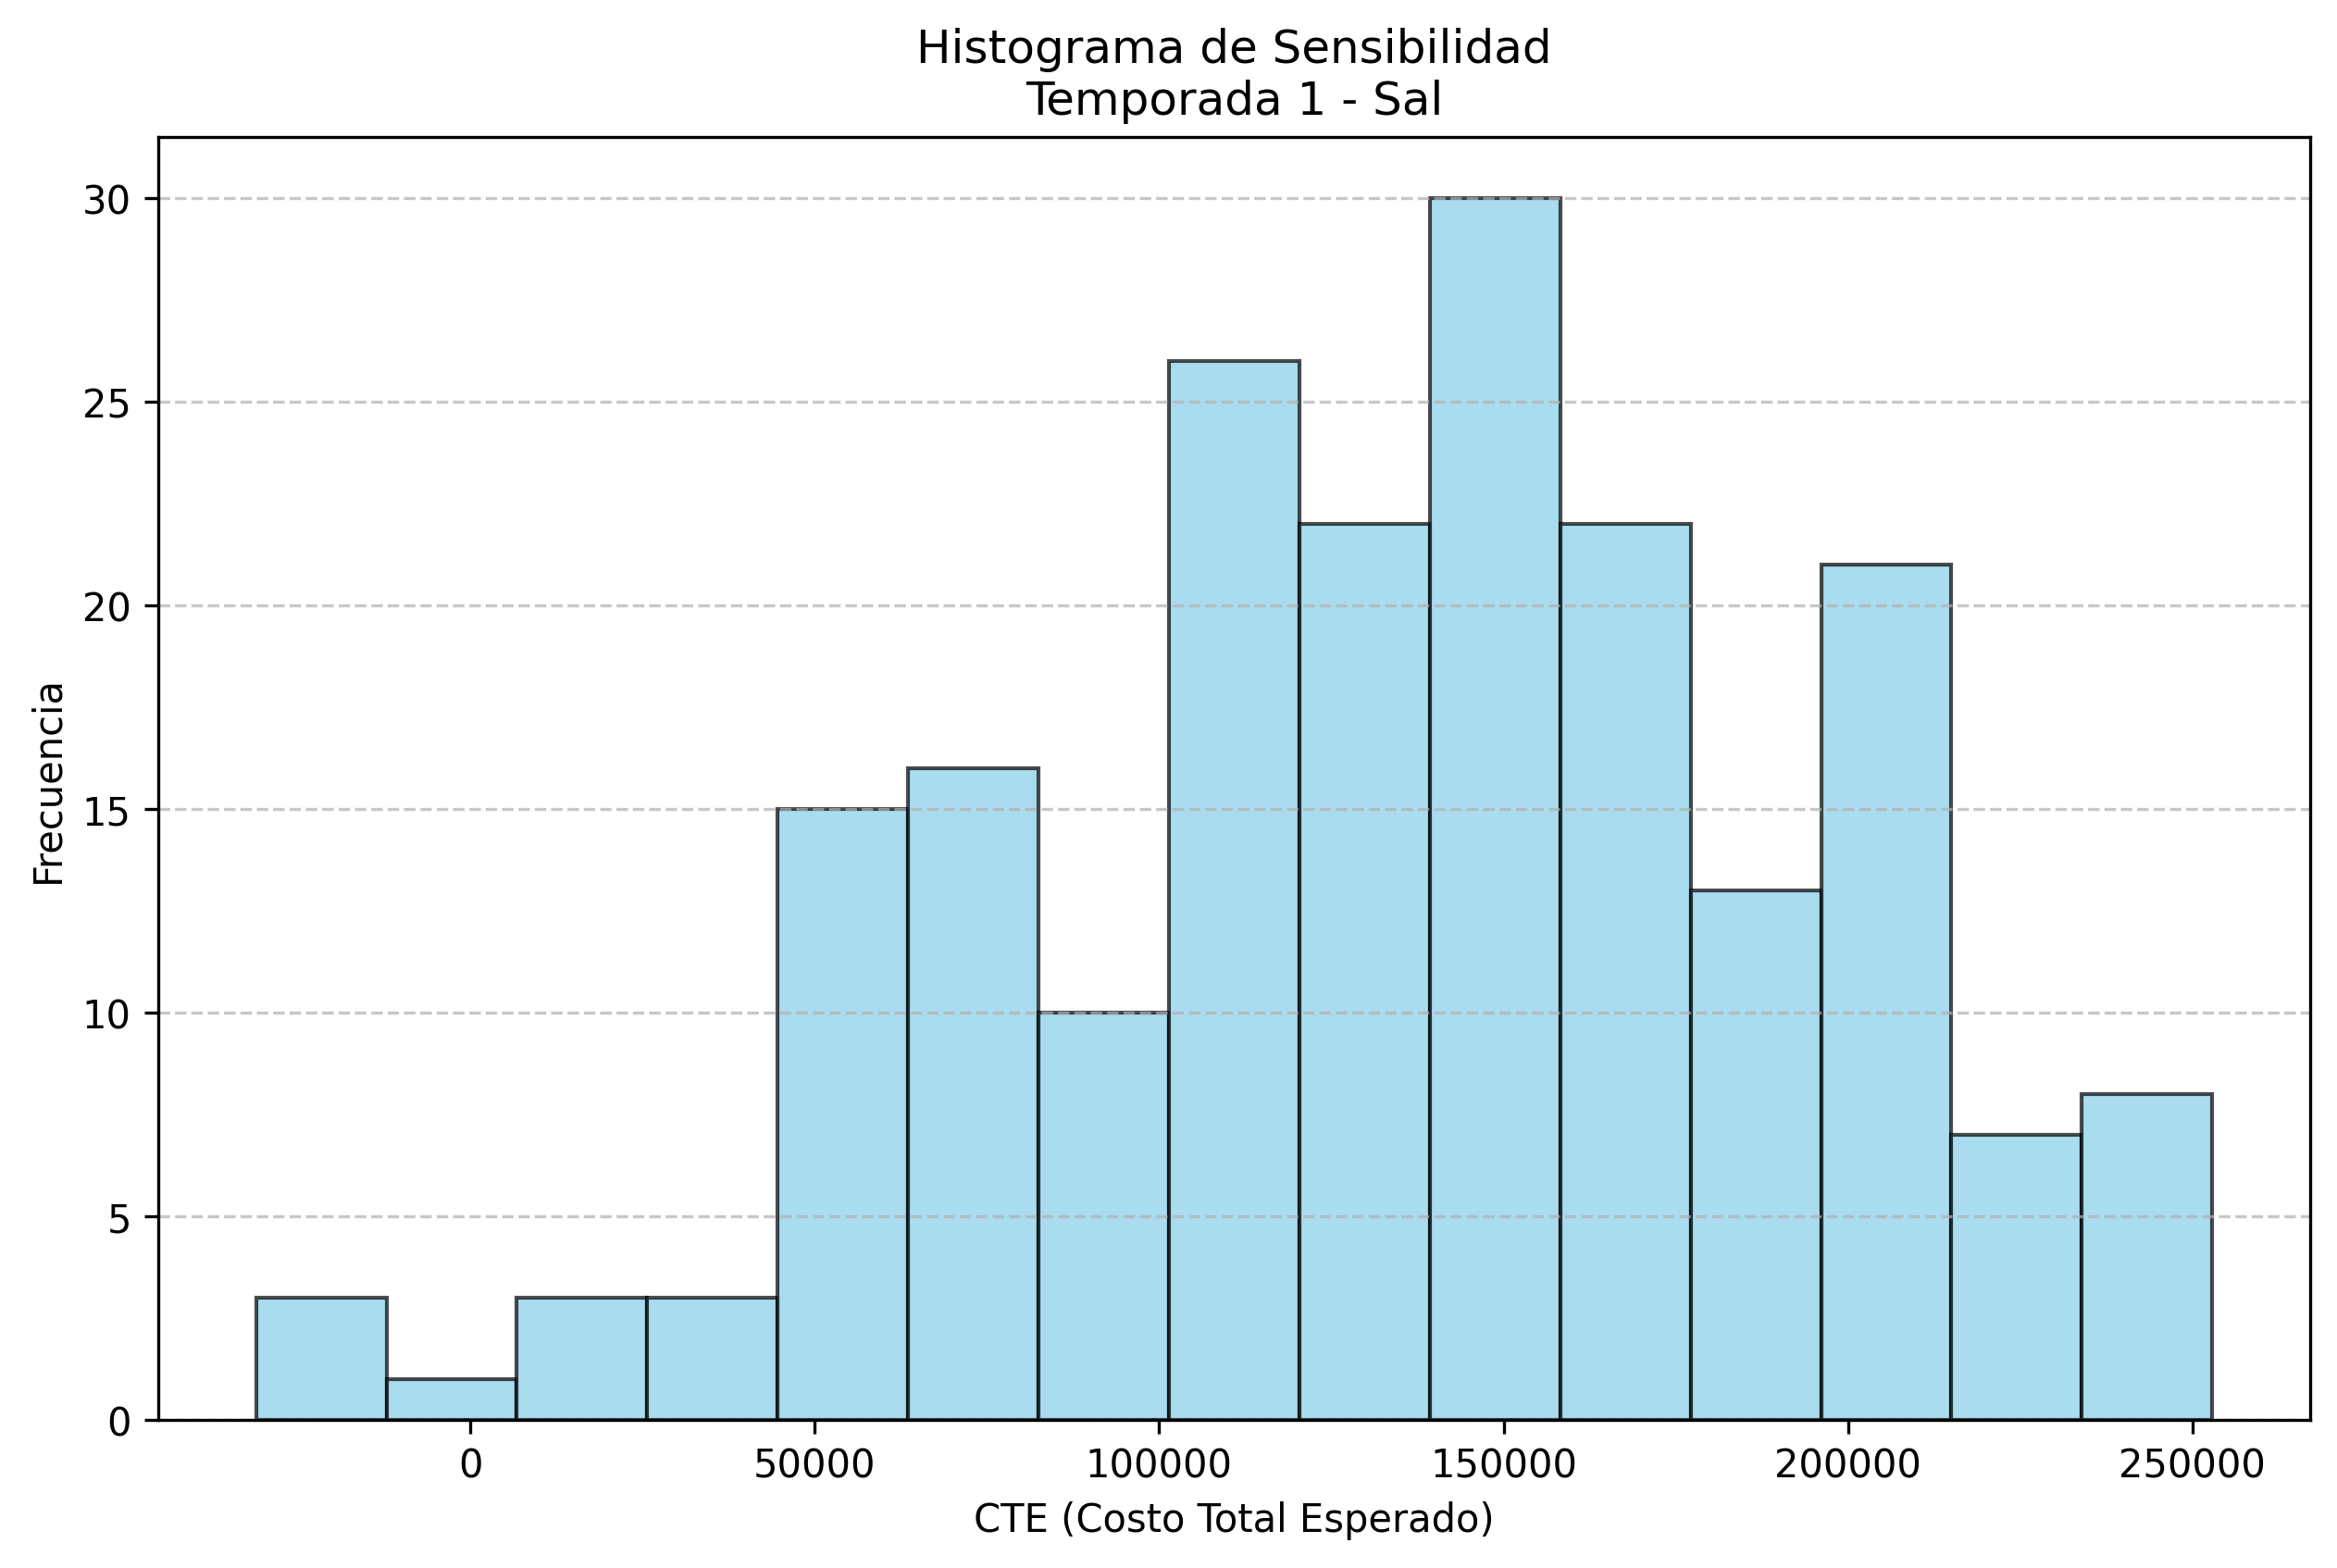 Histograma de Sensibilidad
Temporada 1 - Sal
30
25
20
15
10
5
0
Frecuencia
0 50000 100000 150000 200000 250000
CTE (Costo Total Esperado)